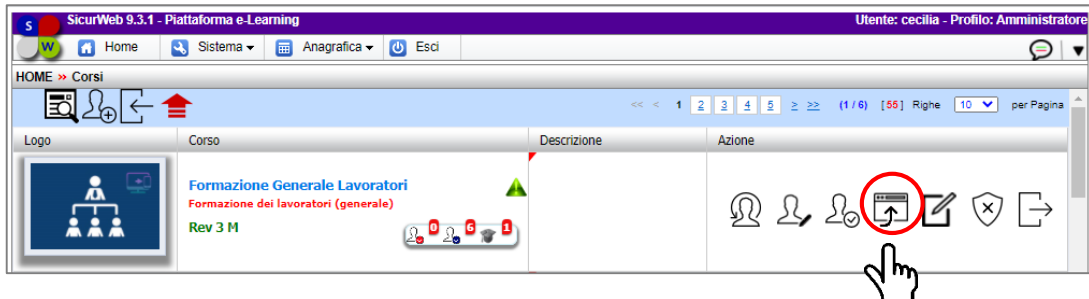 S W
SicurWeb 9.3.1 - Piattaforma e-Learning Utente: cecilia - Profilo: Amministratore
Home Sistema Anagrafica Esci
HOME » Corsi
<< < 1 2 3 4 5 > >> (1 / 6) [ 55 ] Righe 10 per Pagina
Logo Corso Descrizione Azione
Formazione Generale Lavoratori
Formazione dei lavoratori (generale)
Rev 3 M
0 6 1